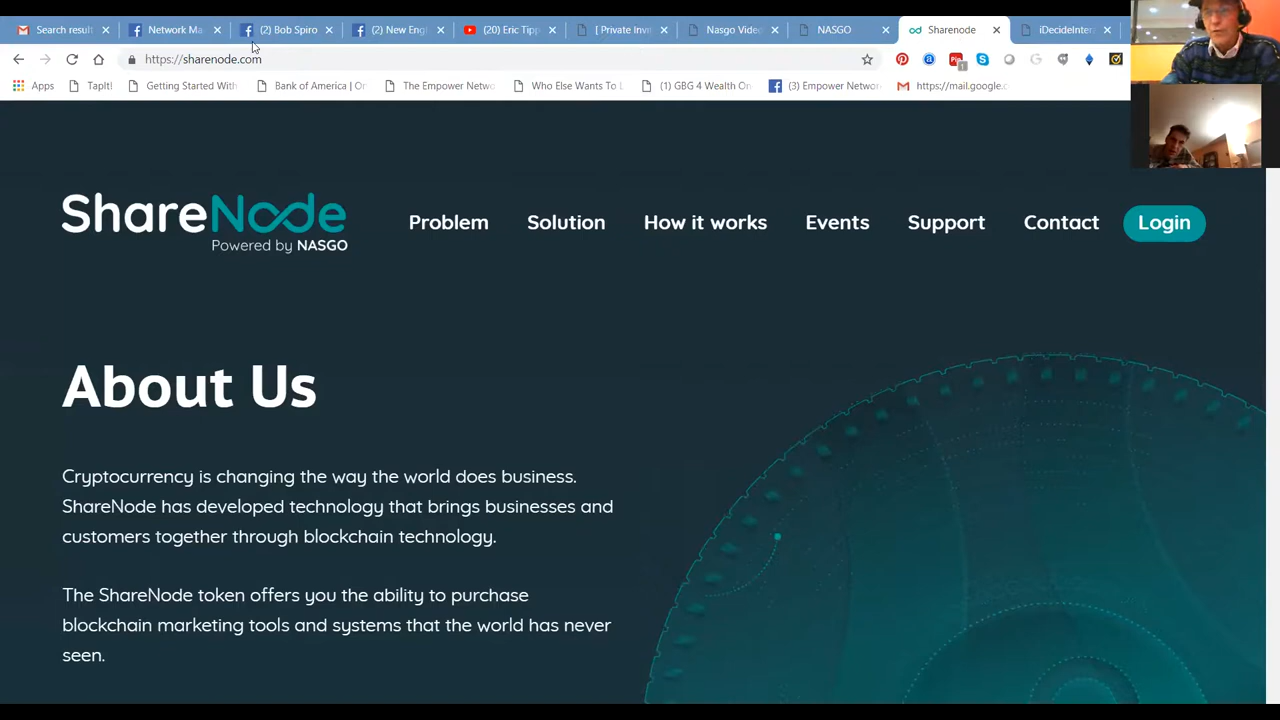 Search result
Network Ma
(2) Bob Spiro
(2) New Eng
(20) Eric Tip
[ Private Invi
Nasgo Video
NASGO
Sharenode
iDecideInter
https://sharenode.com
Apps
TapIt!
Getting Started With
Bank of America | On
The Empower Netwo
Who Else Wants To L
(1) GBG 4 Wealth On
(3) Empower Networ
https://mail.google.c
ShareNode
Powered by NASGO
Problem
Solution
How it works
Events
Support
Contact
Login
About Us
Cryptocurrency is changing the way the world does business.
ShareNode has developed technology that brings businesses and
customers together through blockchain technology.
The ShareNode token offers you the ability to purchase
blockchain marketing tools and systems that the world has never
seen.